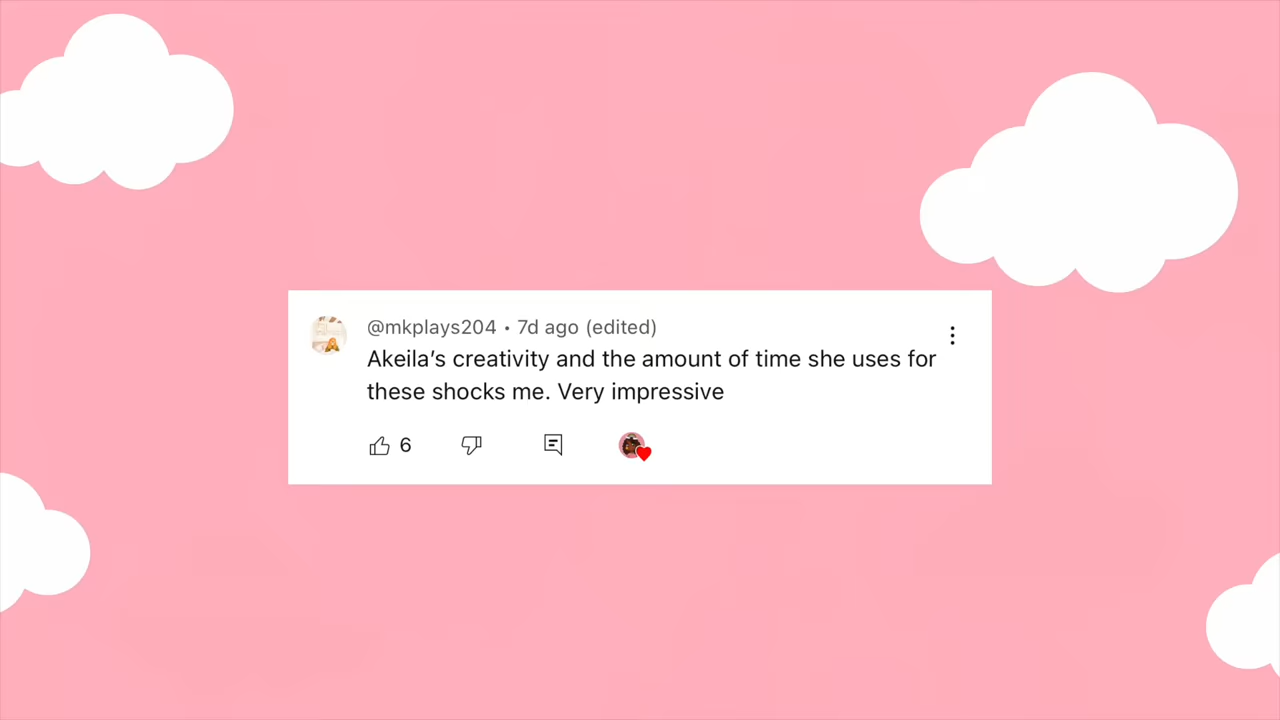 @mkplays204 • 7d ago (edited)
Akeila’s creativity and the amount of time she uses for
these shocks me. Very impressive
6